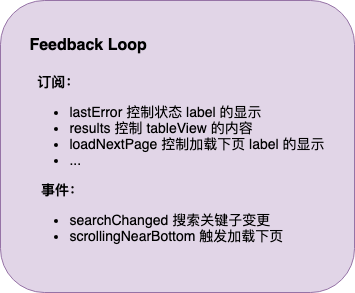 Feedback Loop
订阅：
• lastError 控制状态 label 的显示
• results 控制 tableView 的内容
• loadNextPage 控制加载下页 label 的显示
• ...
事件：
• searchChanged 搜索关键子变更
• scrollingNearBottom 触发加载下页